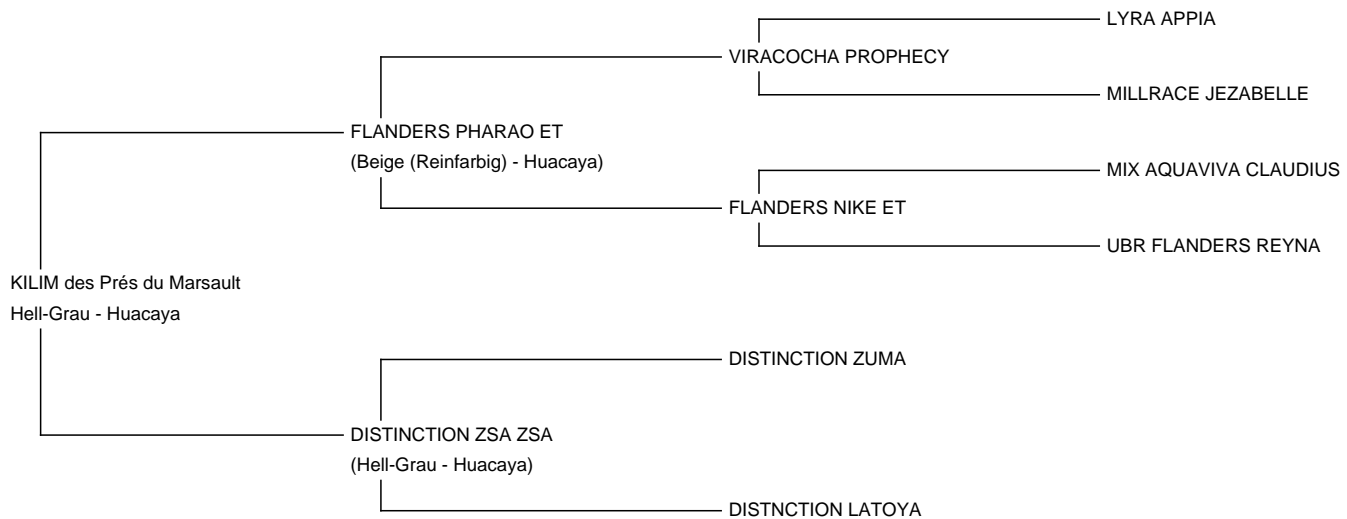 LYRA APPIA
VIRACOCHA PROPHECY
MILLRACE JEZABELLE
FLANDERS PHARAO ET
(Beige (Reinfarbig) - Huacaya)
MIX AQUAVIVA CLAUDIUS
FLANDERS NIKE ET
UBR FLANDERS REYNA
KILIM des Prés du Marsault
Hell-Grau - Huacaya
DISTINCTION ZUMA
DISTINCTION ZSA ZSA
(Hell-Grau - Huacaya)
DISTNCTION LATOYA